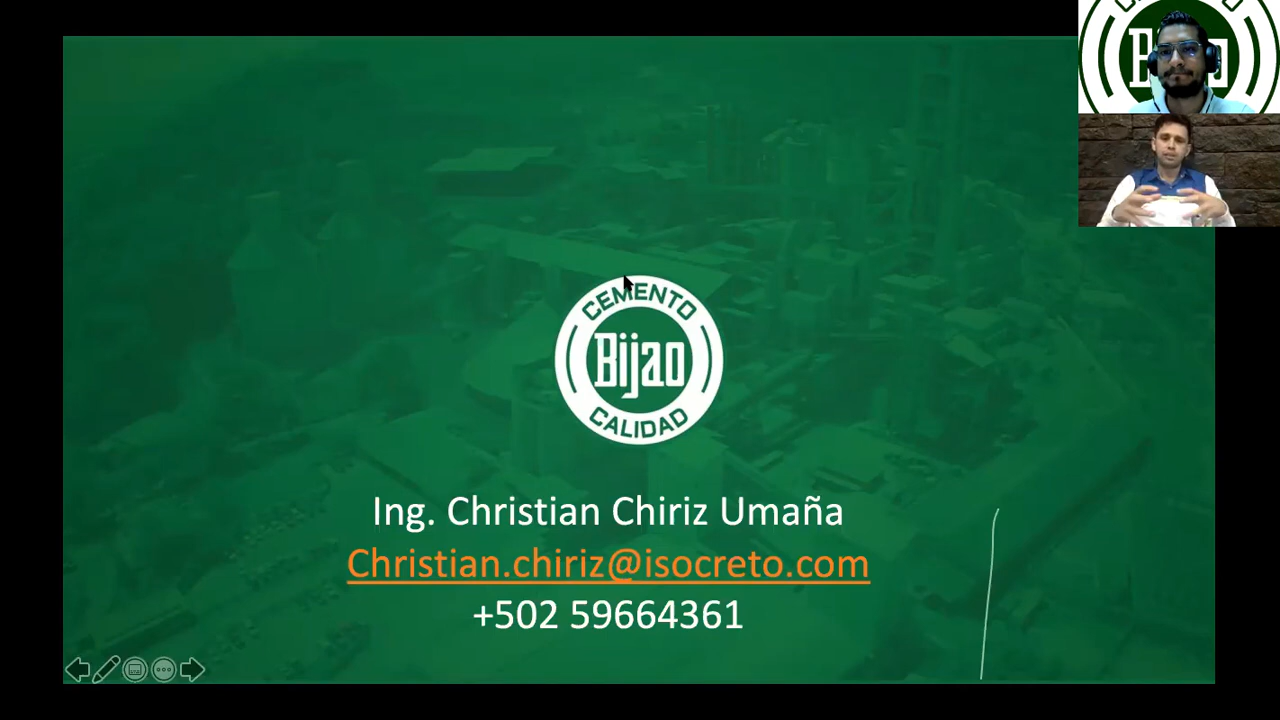 CEMENTO
Bijao
CALIDAD
Ing. Christian Chiriz Umaña
Christian.chiriz@isocreto.com
+502 59664361